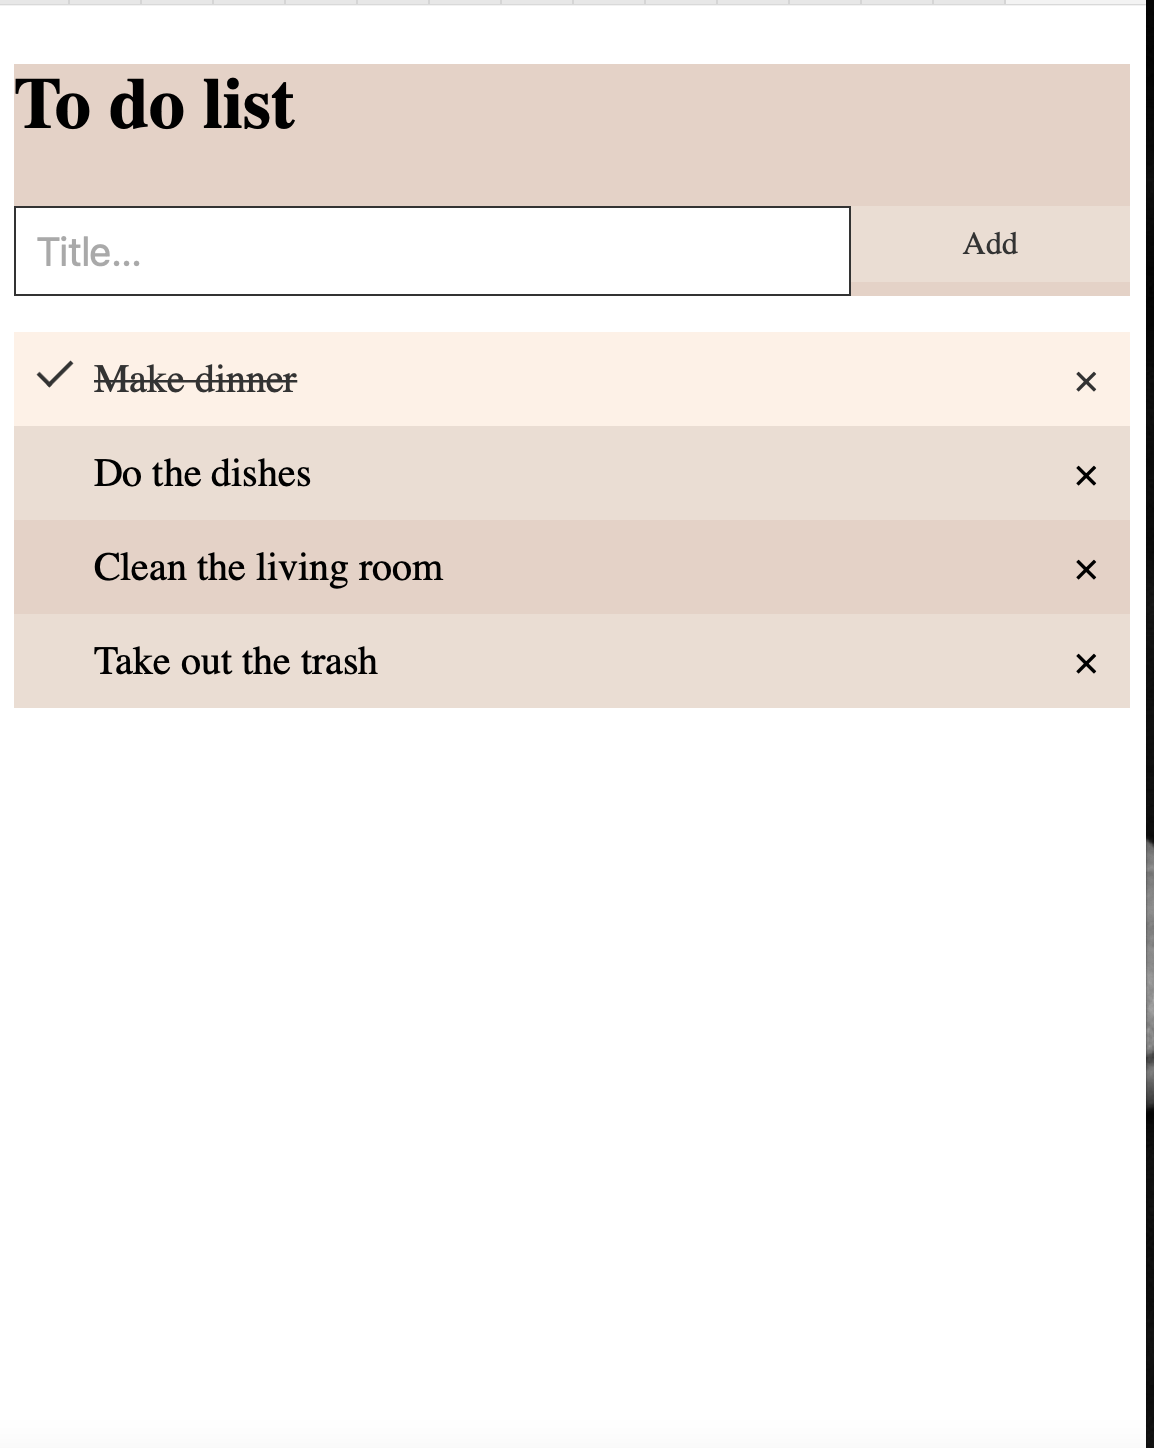 To do list
Title...
Add
Make dinner
Do the dishes
Clean the living room
Take out the trash